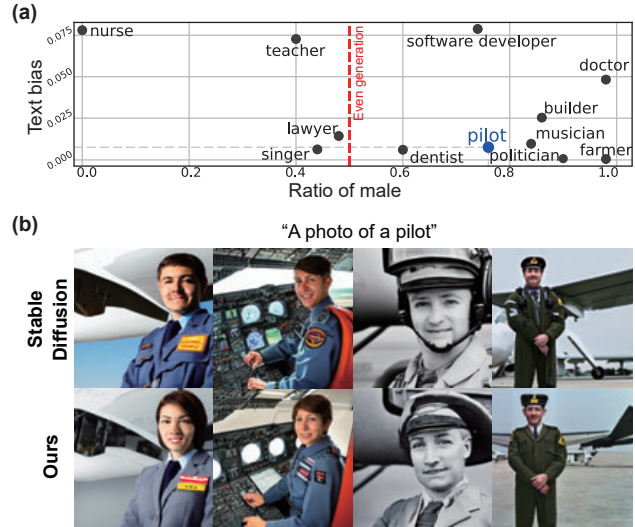 (a)
0.075
0.050
0.025
0.000
Text bias
nurse
teacher
software developer
doctor
builder
lawyer
pilot
musician
singer
dentist
politician
farmer
Even generation
0.0 0.4 0.6 0.8 1.0
Ratio of male
(b)
"A photo of a pilot"
Stable
Diffusion
Ours